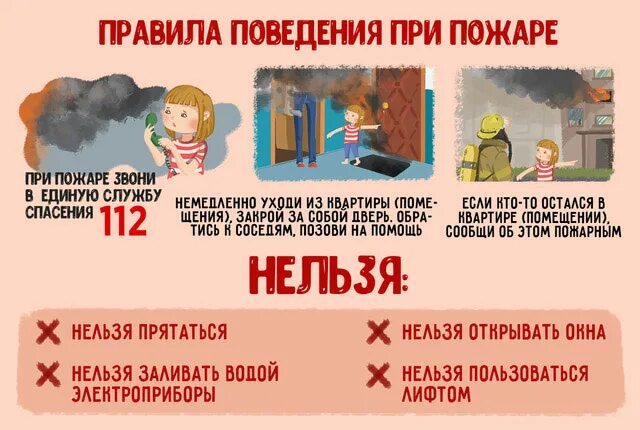 ПРАВИЛА ПОВЕДЕНИЯ ПРИ ПОЖАРЕ
ПРИ ПОЖАРЕ ЗВОНИ
В ЕДИНУЮ СЛУЖБУ
СПАСЕНИЯ 112
НЕМЕДЛЕННО УХОДИ ИЗ КВАРТИРЫ (ПОМЕ-
ЩЕНИЯ), ЗАКРОЙ ЗА СОБОЙ ДВЕРЬ. ОБРА-
ТИСЬ К СОСЕДЯМ, ПОЗОВИ НА ПОМОЩЬ
ЕСЛИ КТО-ТО ОСТАЛСЯ В
КВАРТИРЕ (ПОМЕЩЕНИИ),
СООБЩИ ОБ ЭТОМ ПОЖАРНЫМ
НЕЛЬЗЯ:
НЕЛЬЗЯ ПРЯТАТЬСЯ
НЕЛЬЗЯ ЗАЛИВАТЬ ВОДОЙ
ЭЛЕКТРОПРИБОРЫ
НЕЛЬЗЯ ОТКРЫВАТЬ ОКНА
НЕЛЬЗЯ ПОЛЬЗОВАТЬСЯ
ЛИФТОМ